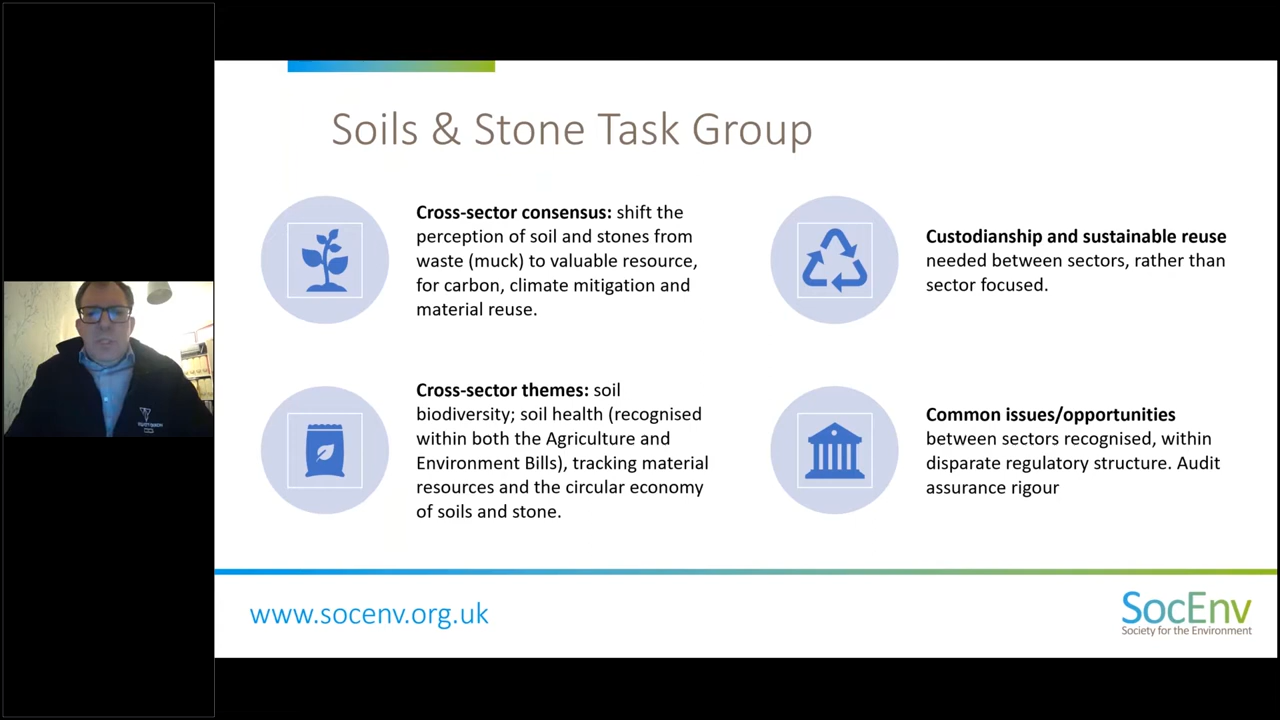 Soils & Stone Task Group
Cross-sector consensus: shift the
perception of soil and stones from
waste (muck) to valuable resource,
for carbon, climate mitigation and
material reuse.
Custodianship and sustainable reuse
needed between sectors, rather than
sector focused.
Cross-sector themes: soil
biodiversity; soil health (recognised
within both the Agriculture and
Environment Bills), tracking material
resources and the circular economy
of soils and stone.
Common issues/opportunities
between sectors recognised, within
disparate regulatory structure. Audit
assurance rigour
www.socenv.org.uk
SocEnv
Society for the Environment